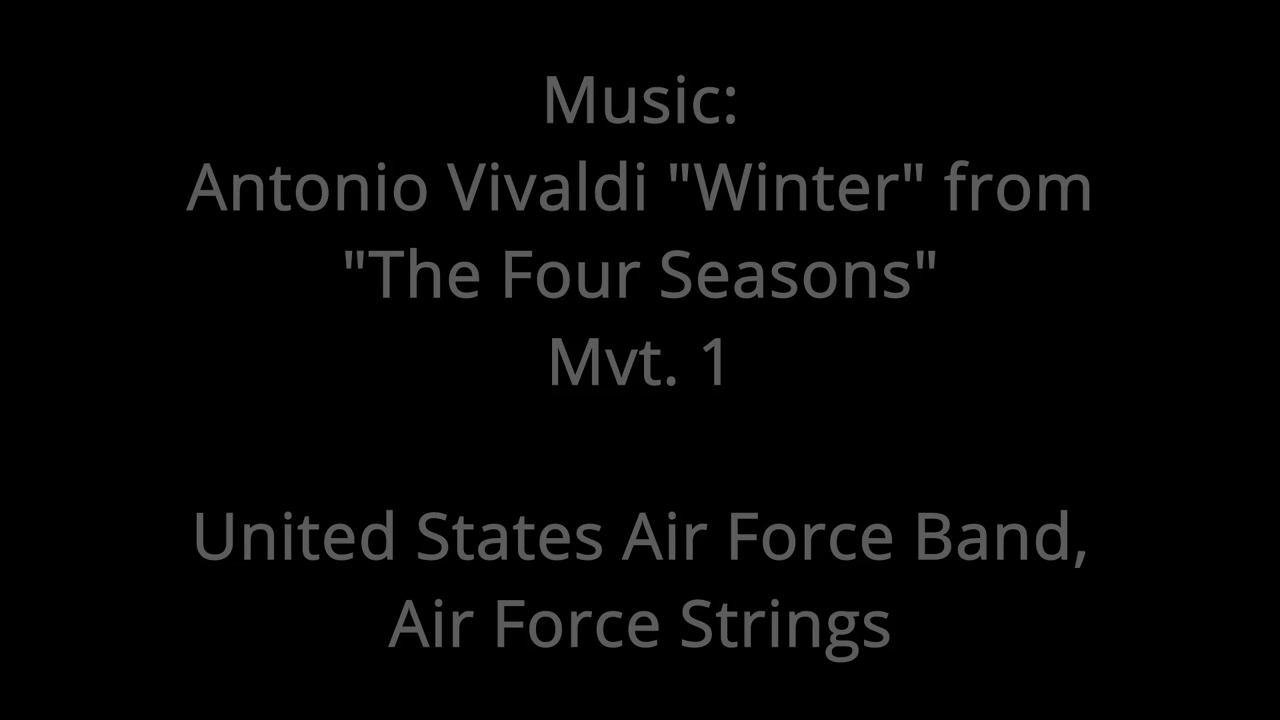 Music:
Antonio Vivaldi "Winter" from
"The Four Seasons"
Mvt. 1
United States Air Force Band,
Air Force Strings